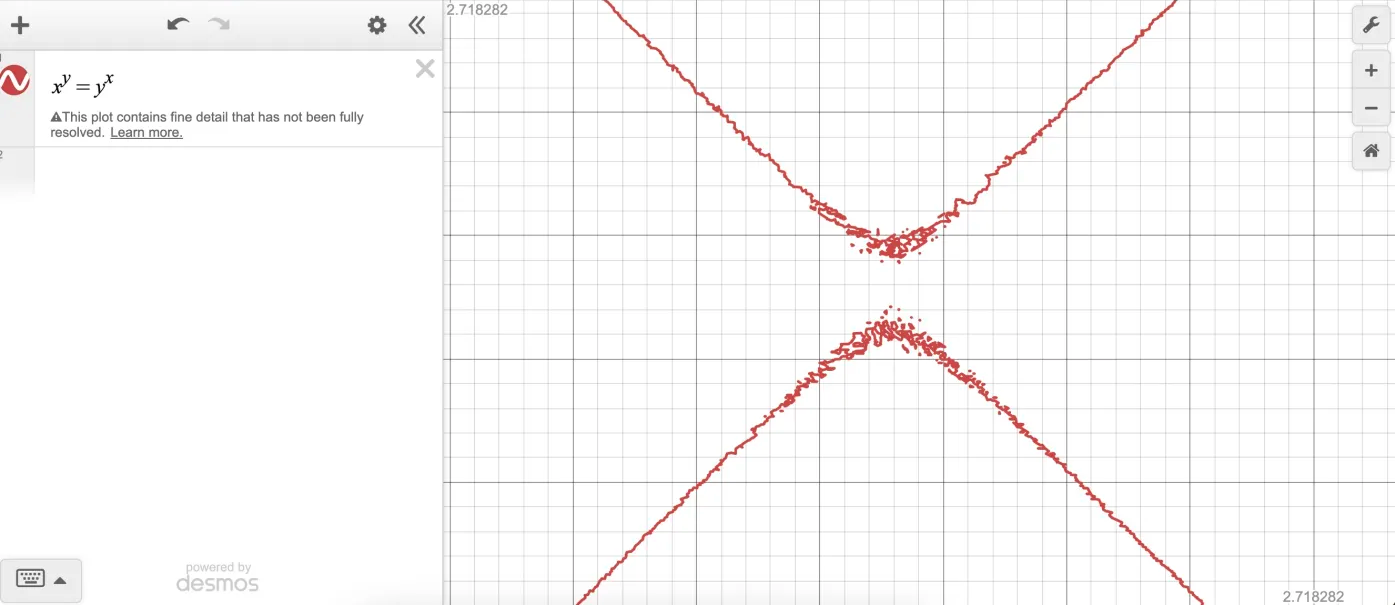 2.718282
x^y = y^x
⚠This plot contains fine detail that has not been fully
resolved. Learn more.
2
powered by
desmos
2.718282